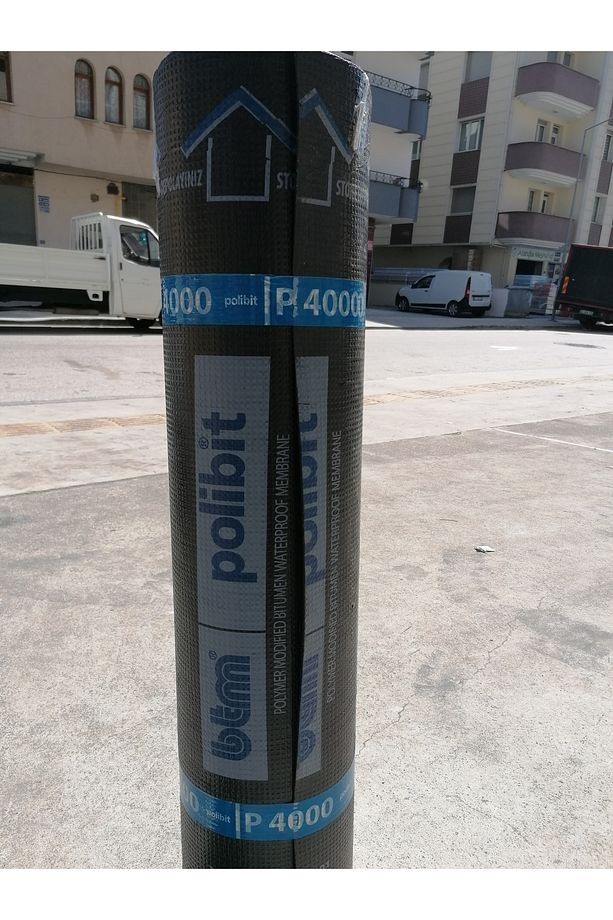 STO
4000 polibit P 4000
polibit®
btm®
POLYMER MODIFIED BITUMEN WATERPROOF MEMBRANE
polibit
btm
POLYMER MODIFIED BITUMEN WATERPROOF MEMBRANE
polibit P 4000